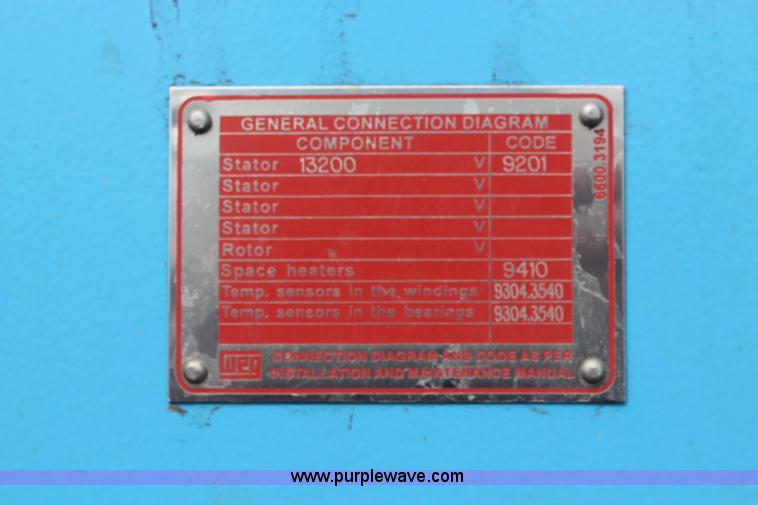 GENERAL CONNECTION DIAGRAM
COMPONENT CODE
Stator 13200 V 9201
Stator V
Stator V
Stator V
Rotor V
Space heaters 9410
Temp. sensors in the windings 9304.3540
Temp. sensors in the bearings 9304.3540
weg CONNECTION DIAGRAM AND CODE AS PER
INSTALLATION AND MAINTENANCE MANUAL
6600.3194
www.purplewave.com